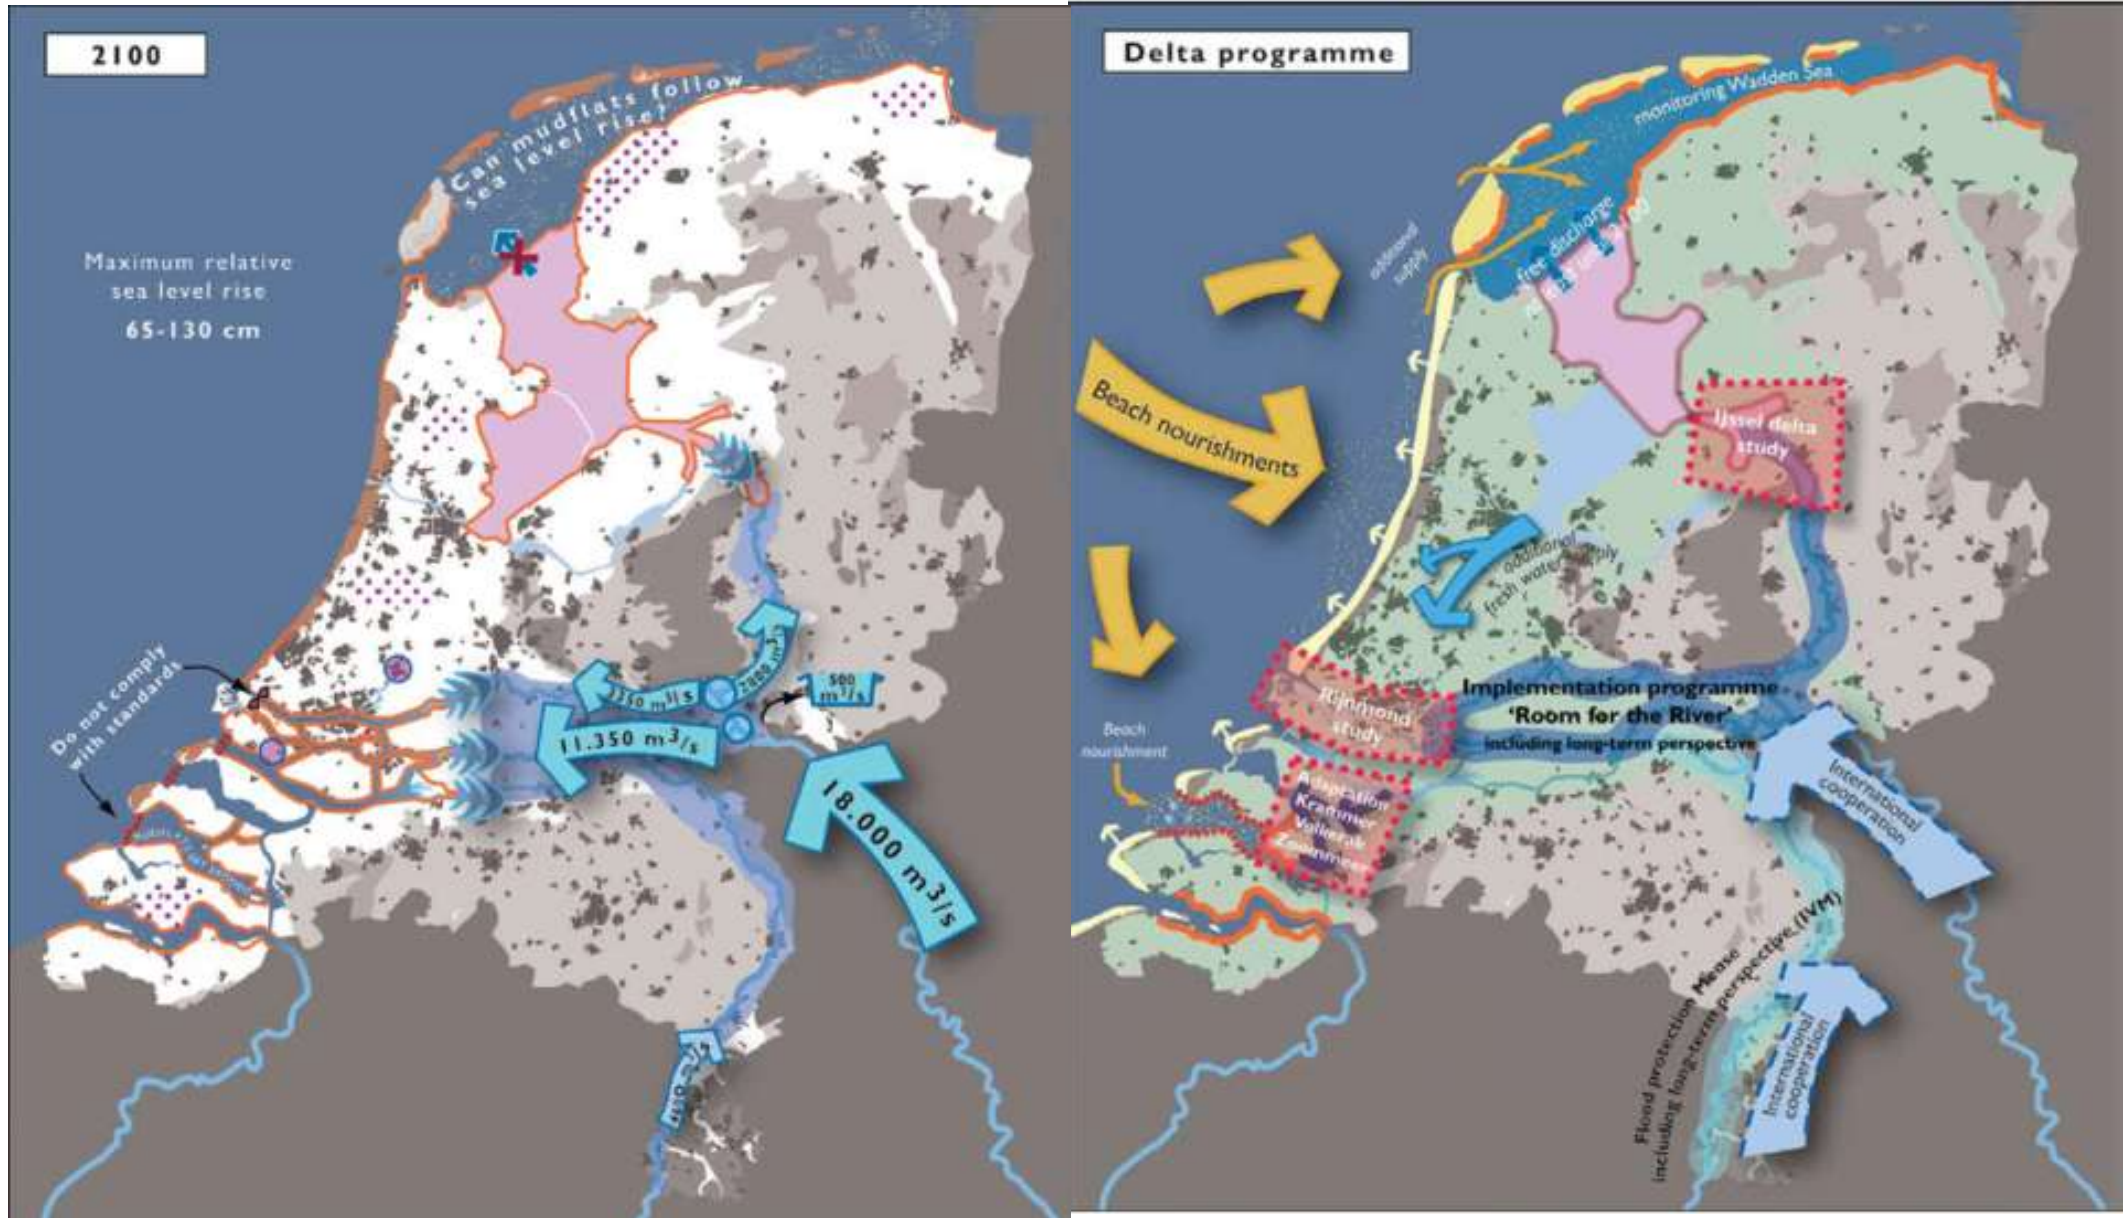 2100
Can mudflats follow
sea level rise?
Maximum relative
sea level rise
65-130 cm
Do not comply
with standards
3350 m³/s
500
m³/s
11.350 m³/s
18.000 m³/s
Delta programme
monitoring Wadden Sea
free discharge
additional
supply
Beach nourishments
IJssel delta
study
additional
fresh water supply
Rijnmond
study
Implementation programme
'Room for the River'
including long-term perspective
Beach
nourishment
Adaptation
Krammer
Volkerak
Zoommeer
International
cooperation
Flood protection Meuse
including long-term perspective (IVM)
International
cooperation